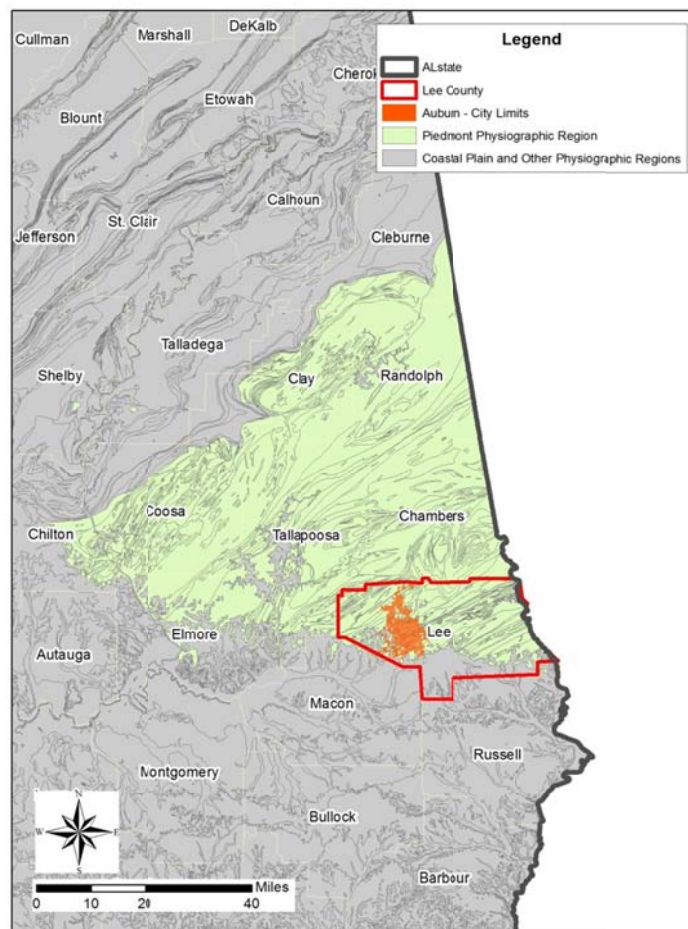 Cullman
Marshall
DeKalb
Legend
ALstate
Lee County
Auburn - City Limits
Piedmont Physiographic Region
Coastal Plain and Other Physiographic Regions
Cherok
Etowah
Blount
Calhoun
St. Clair
Jefferson
Cleburne
Talladega
Shelby
Clay
Randolph
Coosa
Chambers
Chilton
Tallapoosa
Elmore
Lee
Autauga
Macon
Russell
Montgomery
Bullock
Barbour
N
W
E
S
Miles
0 10 20 40